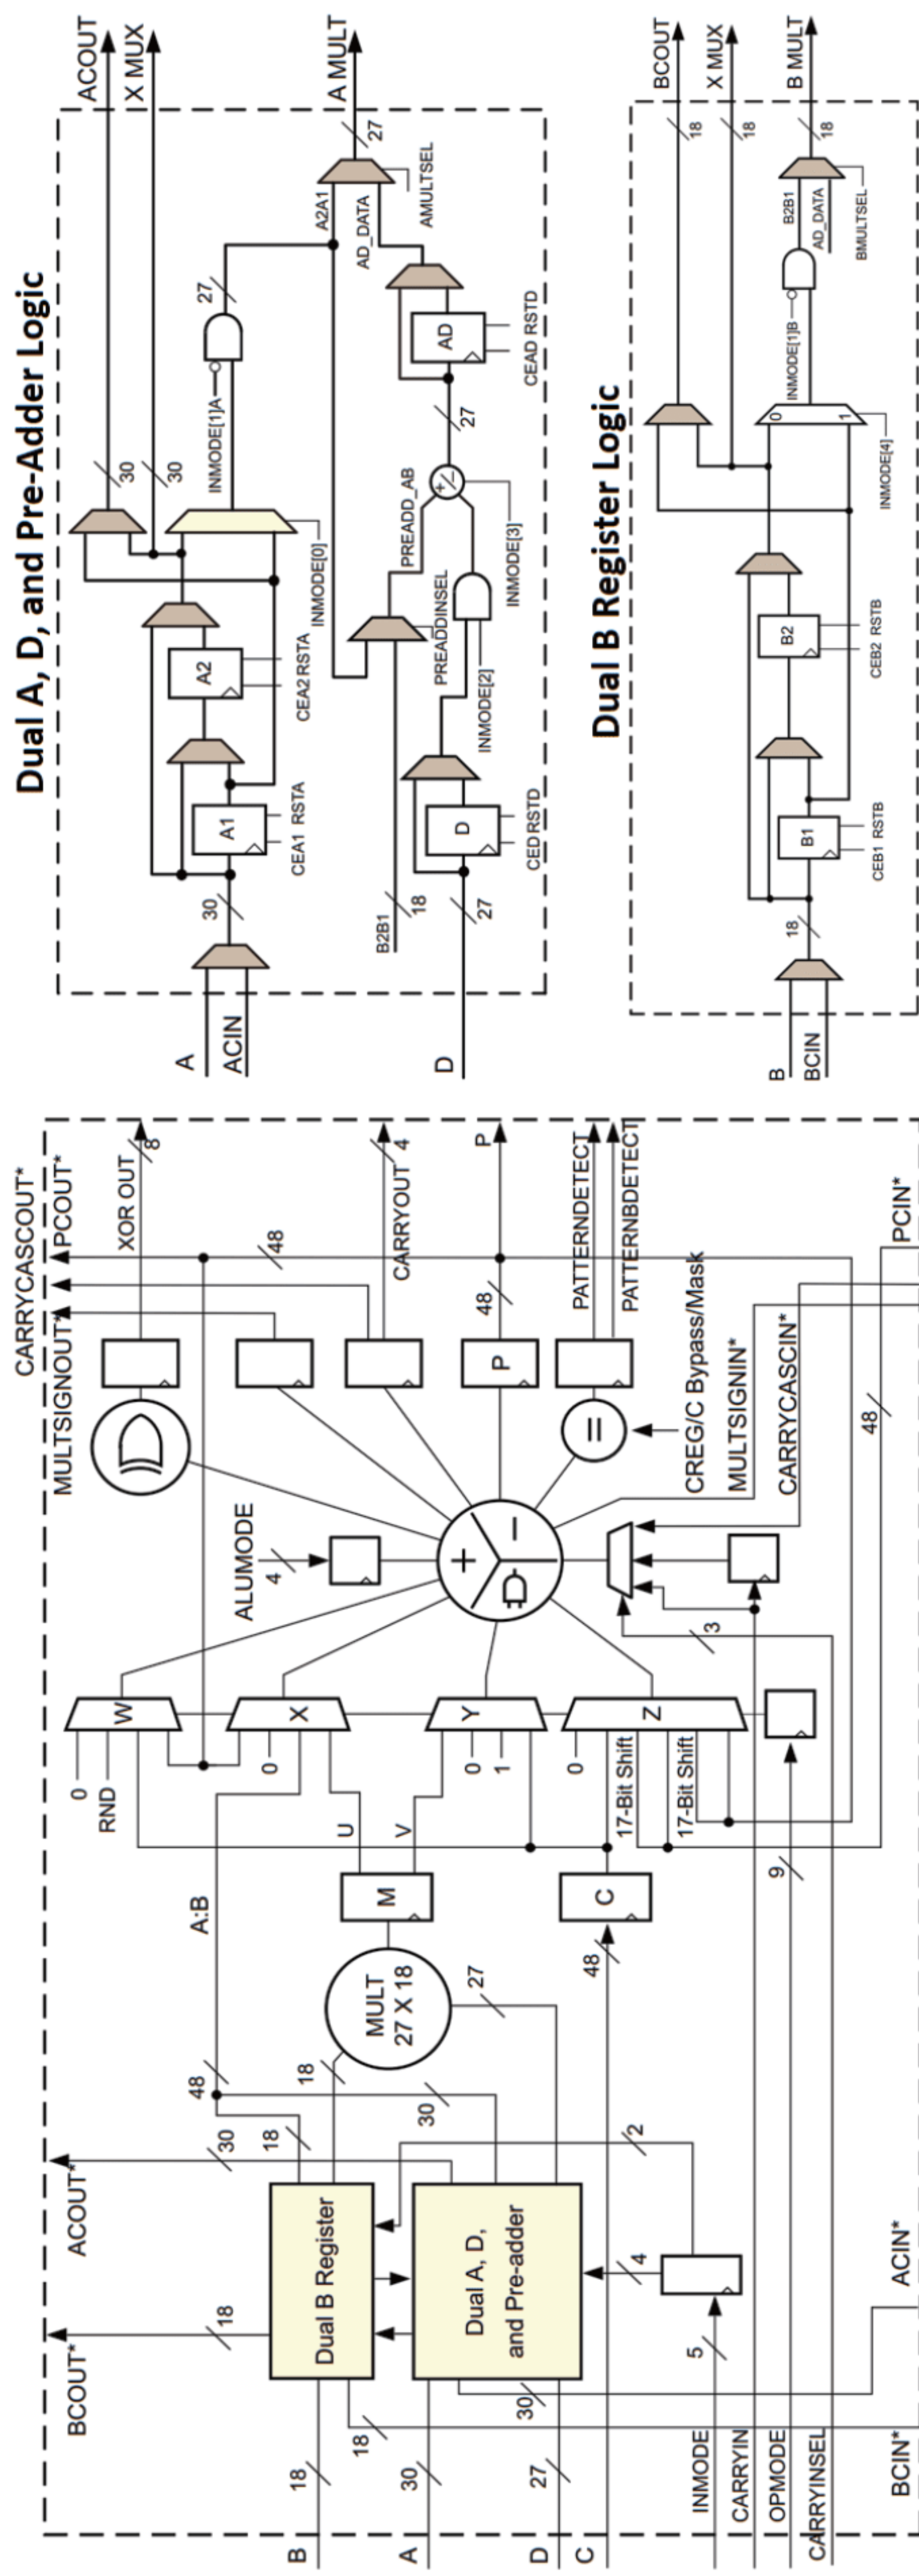 CARRYCASCOUT*
BCOUT*
ACOUT*
MULTSIGNOUT*
PCOUT*
18
30
48
A:B
0
RND
W
XOR OUT
8
18
48
ALUMODE
4
B
18
18
Dual B Register
18
MULT
27 X 18
M
U
0
X
CARRYOUT
4
A
30
30
Dual A, D,
and Pre-adder
30
27
V
0
1
Y
48
P
P
D
27
C
48
C
0
17-Bit Shift
17-Bit Shift
Z
PATTERNDETECT
PATTERNBDETECT
CREG/C Bypass/Mask
MULTSIGNIN*
CARRYCASCIN*
2
4
5
3
9
48
INMODE
CARRYIN
OPMODE
CARRYINSEL
BCIN*
ACIN*
PCIN*
Dual A, D, and Pre-Adder Logic
ACOUT
X MUX
30
30
A
ACIN
30
A1
CEA1 RSTA
A2
CEA2 RSTA
INMODE[0]
INMODE[1]A
27
A2A1
AD_DATA
A MULT
27
AMULTSEL
B2B1
18
PREADDINSEL
PREADD_AB
D
27
D
CED RSTD
INMODE[2]
+/-
INMODE[3]
27
AD
CEAD RSTD
Dual B Register Logic
BCOUT
18
X MUX
18
B
BCIN
18
B1
CEB1 RSTB
B2
CEB2 RSTB
0
1
INMODE[4]
INMODE[1]B
B2B1
AD_DATA
B MULT
18
BMULTSEL